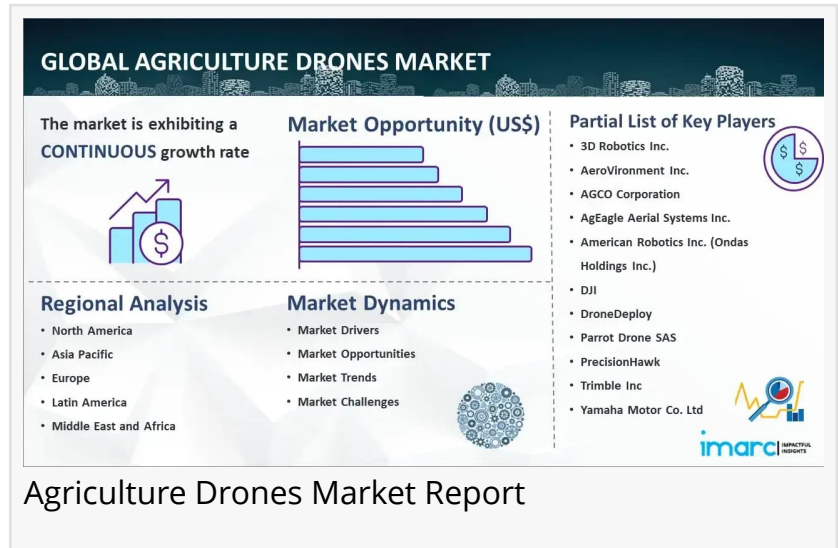 GLOBAL AGRICULTURE DRONES MARKET
The market is exhibiting a
CONTINUOUS growth rate
$
Market Opportunity (US$)
Partial List of Key Players
• 3D Robotics Inc.
• AeroVironment Inc.
• AGCO Corporation
• AgEagle Aerial Systems Inc.
• American Robotics Inc. (Ondas
Holdings Inc.)
• DJI
• DroneDeploy
• Parrot Drone SAS
• PrecisionHawk
• Trimble Inc
• Yamaha Motor Co. Ltd
$ $
$
Regional Analysis
• North America
• Asia Pacific
• Europe
• Latin America
• Middle East and Africa
Market Dynamics
• Market Drivers
• Market Opportunities
• Market Trends
• Market Challenges
imarc
IMPACTFUL
INSIGHTS
Agriculture Drones Market Report